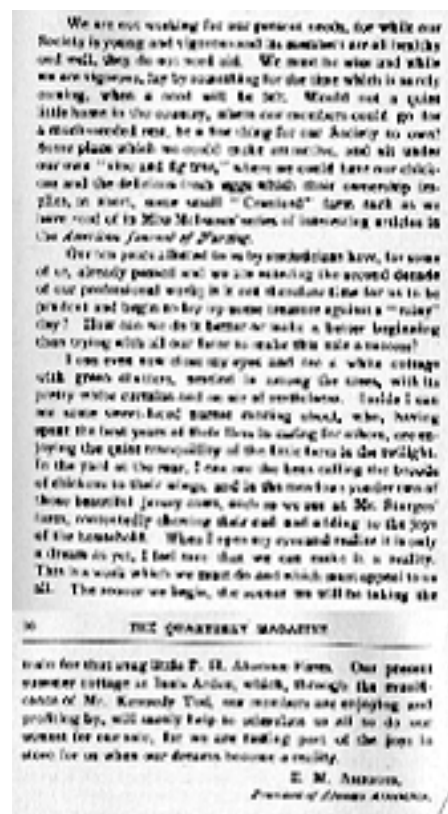 We are not working for our present needs, for while our
Society is young and vigorous and its members are all healthy
and well, they do not need aid. We must be wise and while
we are vigorous, lay by something for the time which is surely
coming, when a need will be felt. Would not a quiet
little home in the country, where our members could go for
a much-needed rest, be a fine thing for our Society to own?
Some place which we could make attractive, and sit under
our own "vine and fig tree," where we could have our chick-
ens and the delicious fresh eggs which their ownership im-
plies, in short, some small " " farm such as we
have read of in Miss series of interesting articles in
the American Journal of Nursing.
Our ten years allotted to us by have, for some
of us, already passed and we are entering the second decade
of our professional work; is it not therefore time for us to be
prudent and begin to lay up some treasure against a "rainy"
day? How can we do it better or make a better beginning
than trying with all our force to make this sale a success?
I can even now close my eyes and see a white cottage
with green shutters, nestled in among the trees, with its
pretty white curtains and an air of restfulness. Inside I can
see some sweet-faced nurses moving about, who, having
spent the best years of their lives in caring for others, are en-
joying the quiet tranquillity of the little farm in the twilight.
In the yard at the rear, I can see the hens calling the broods
of chickens to their wings, and in the meadow yonder two of
those beautiful Jersey cows, such as we see at Mr. Sturges'
farm, contentedly chewing their cud and adding to the joys
of the household. When I open my eyes and realize it is only
a dream as yet, I feel sure that we can make it a reality.
This is a work which we must do and which must appeal to us
all. The sooner we begin, the sooner we will be taking the
THE QUARTERLY MAGAZINE
train for that snug little P. H. Alumnae Farm. Our present
summer cottage at Innis Arden, which, through the munifi-
cence of Mr. Kennedy Tod, our members are enjoying and
profiting by, will surely help to stimulate us all to do our
utmost for our sale, for we are tasting part of the joys in
store for us when our dreams become a reality.
E. M.
President of Alumnae Association.